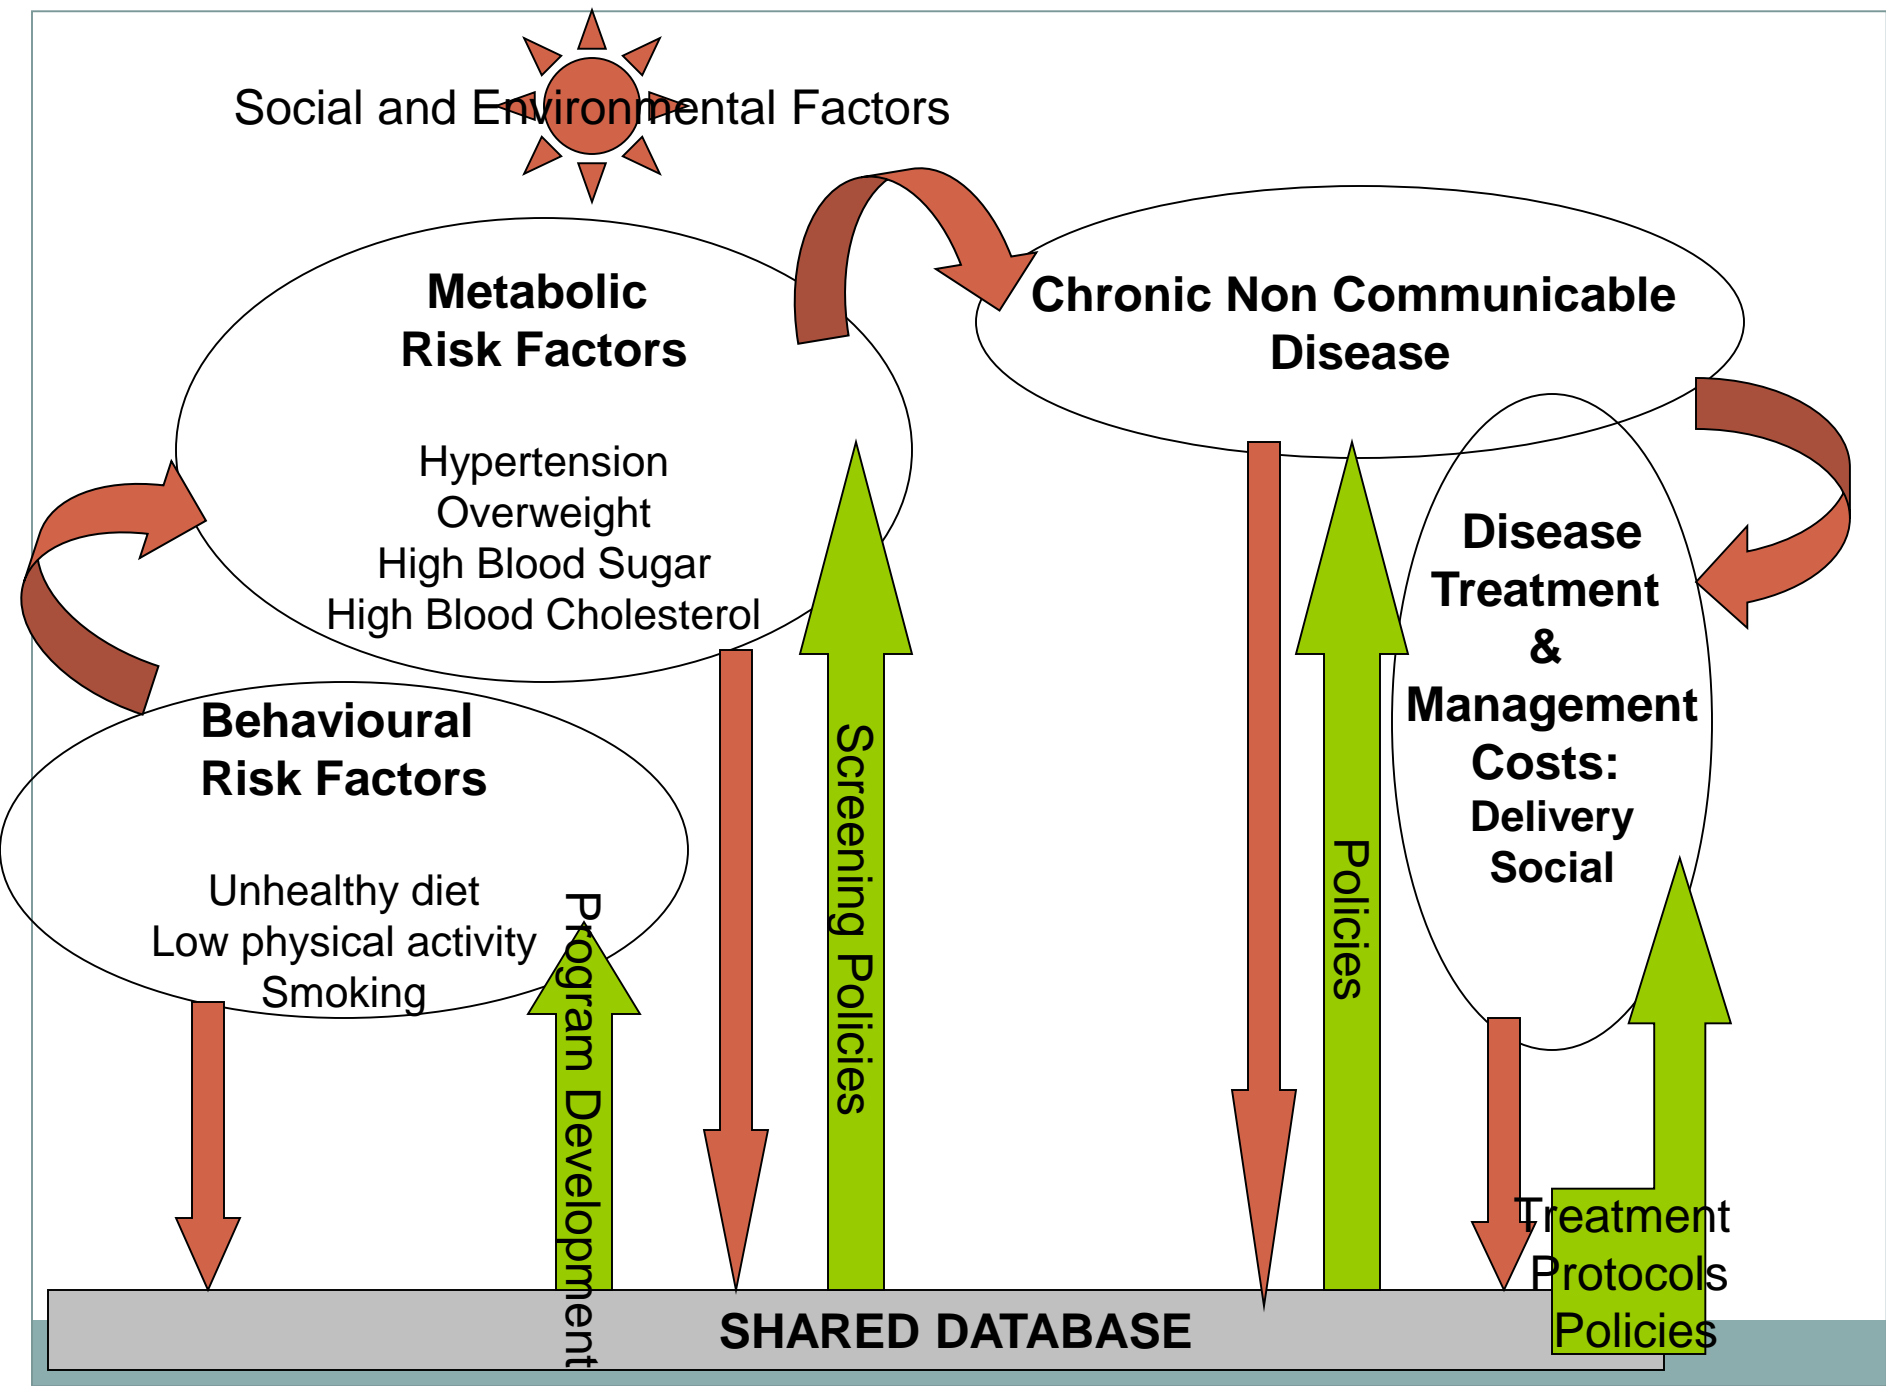 Social and Environmental Factors
Metabolic
Risk Factors
Hypertension
Overweight
High Blood Sugar
High Blood Cholesterol
Chronic Non Communicable
Disease
Behavioural
Risk Factors
Unhealthy diet
Low physical activity
Smoking
Disease
Treatment
&
Management
Costs:
Delivery
Social
Program Development
Screening Policies
Policies
Treatment
Protocols
Policies
SHARED DATABASE